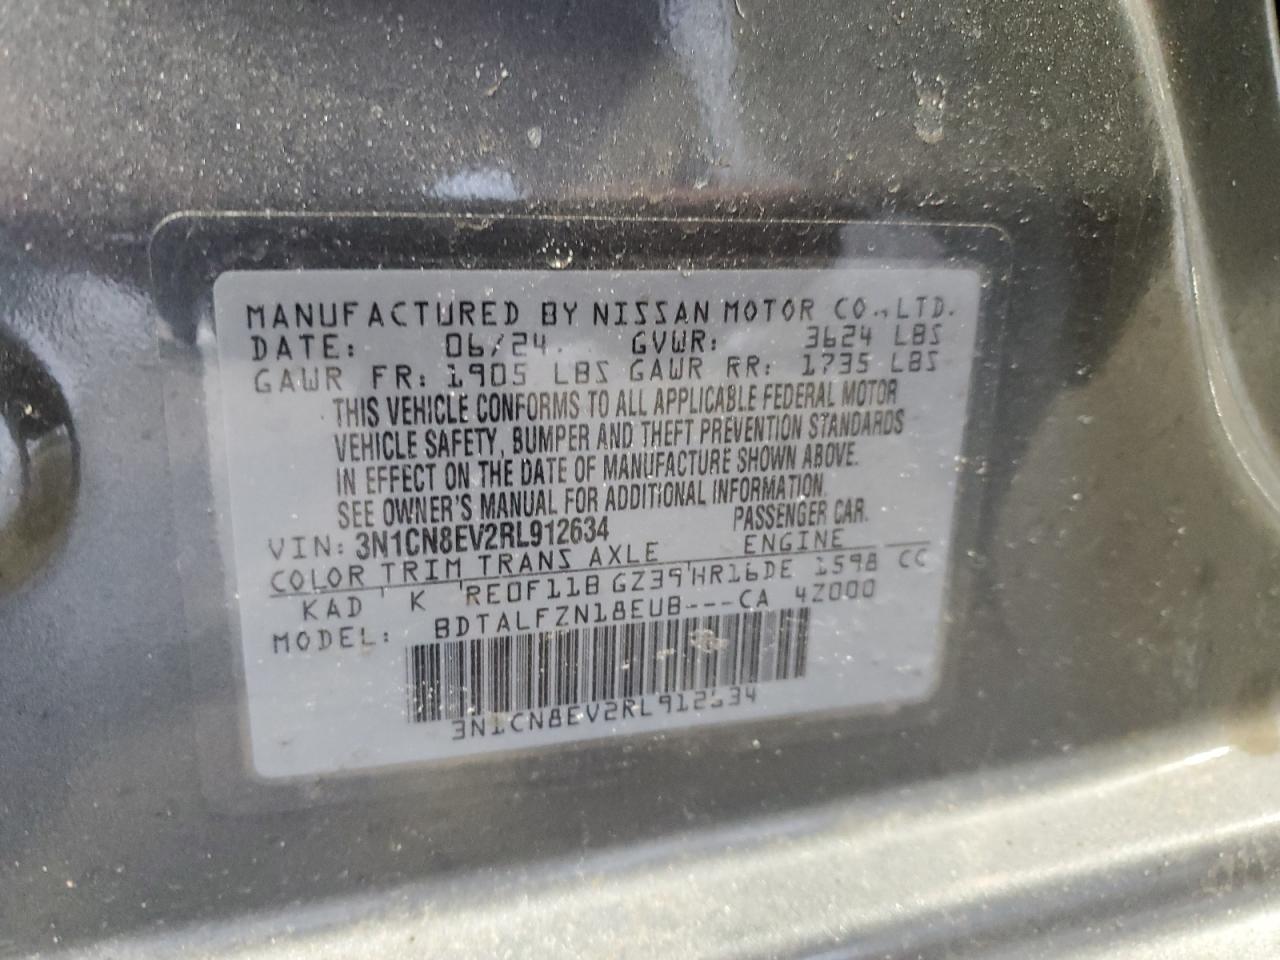 MANUFACTURED BY NISSAN MOTOR CO.,LTD.
DATE: 06/24. GVWR: 3624 LBS
GAWR FR: 1905 LBS GAWR RR: 1735 LBS
THIS VEHICLE CONFORMS TO ALL APPLICABLE FEDERAL MOTOR
VEHICLE SAFETY, BUMPER AND THEFT PREVENTION STANDARDS
IN EFFECT ON THE DATE OF MANUFACTURE SHOWN ABOVE.
SEE OWNER'S MANUAL FOR ADDITIONAL INFORMATION.
PASSENGER CAR.
VIN: 3N1CN8EV2RL912634
COLOR TRIM TRANS AXLE ENGINE
KAD K RE0F11B GZ39 HR16DE 1598 CC
MODEL: BDTALFZN18EUB---CA 4Z000
3N1CN8EV2RL912634